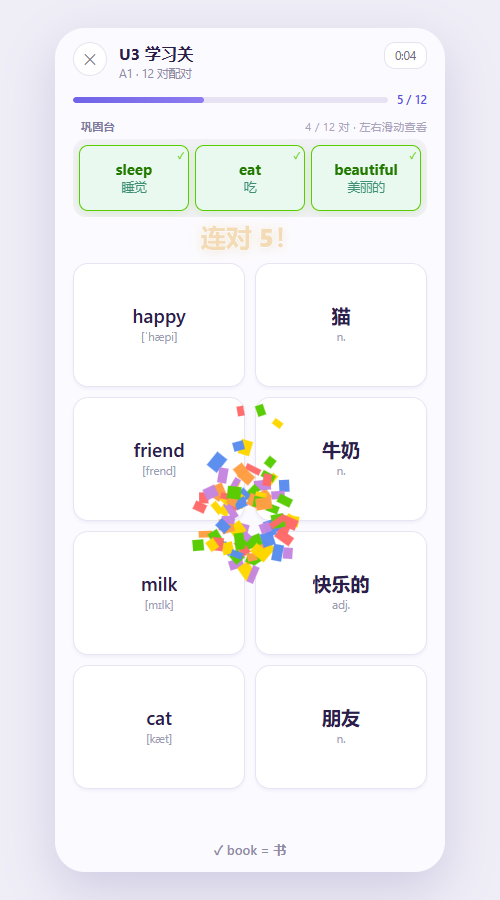 U3 学习关
0:04
A1 · 12 对配对
5 / 12
巩固台
4 / 12 对 · 左右滑动查看
sleep ✓
睡觉
eat ✓
吃
beautiful ✓
美丽的
连对 5!
happy
[ˈhæpi]
猫
n.
friend
[frend]
牛奶
n.
milk
[mɪlk]
快乐的
adj.
cat
[kæt]
朋友
n.
✓ book = 书